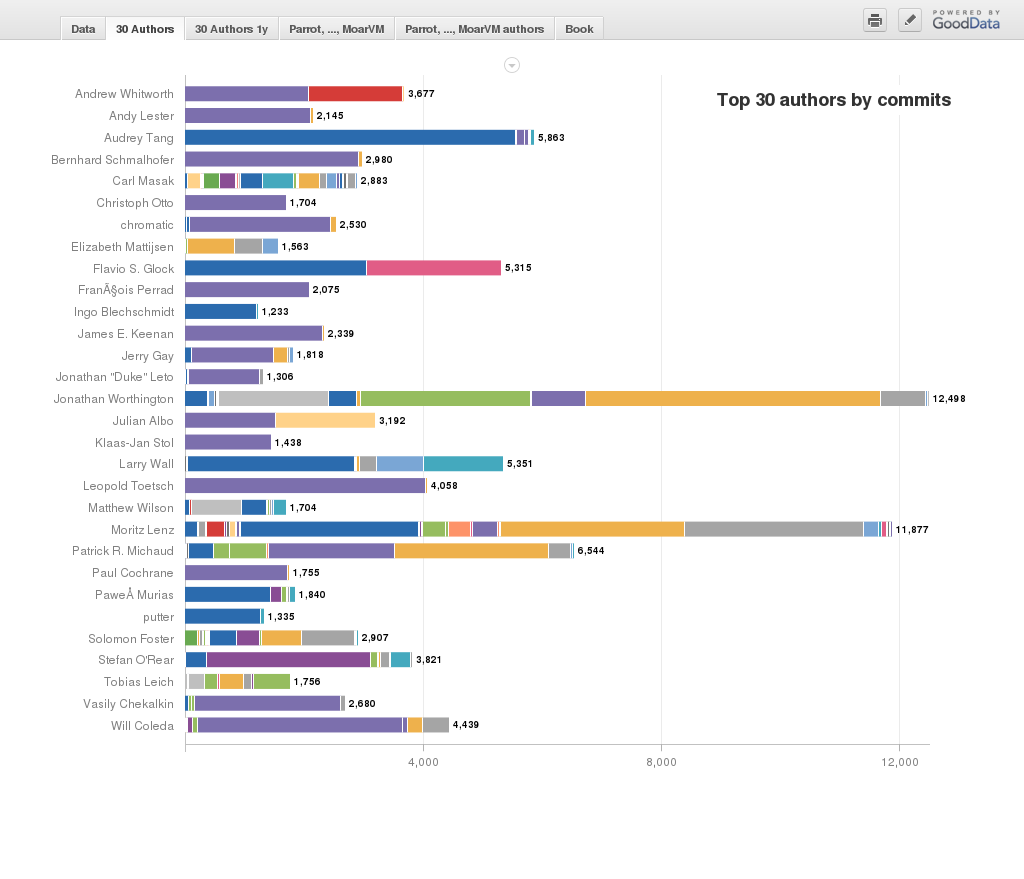 Data 30 Authors 30 Authors 1y Parrot, ..., MoarVM Parrot, ..., MoarVM authors Book
POWERED BY
GoodData
Top 30 authors by commits
Andrew Whitworth 3,677
Andy Lester 2,145
Audrey Tang 5,863
Bernhard Schmalhofer 2,980
Carl Masak 2,883
Christoph Otto 1,704
chromatic 2,530
Elizabeth Mattijsen 1,563
Flavio S. Glock 5,315
FranÃ§ois Perrad 2,075
Ingo Blechschmidt 1,233
James E. Keenan 2,339
Jerry Gay 1,818
Jonathan "Duke" Leto 1,306
Jonathan Worthington 12,498
Julian Albo 3,192
Klaas-Jan Stol 1,438
Larry Wall 5,351
Leopold Toetsch 4,058
Matthew Wilson 1,704
Moritz Lenz 11,877
Patrick R. Michaud 6,544
Paul Cochrane 1,755
PaweÅ Murias 1,840
putter 1,335
Solomon Foster 2,907
Stefan O'Rear 3,821
Tobias Leich 1,756
Vasily Chekalkin 2,680
Will Coleda 4,439
4,000 8,000 12,000